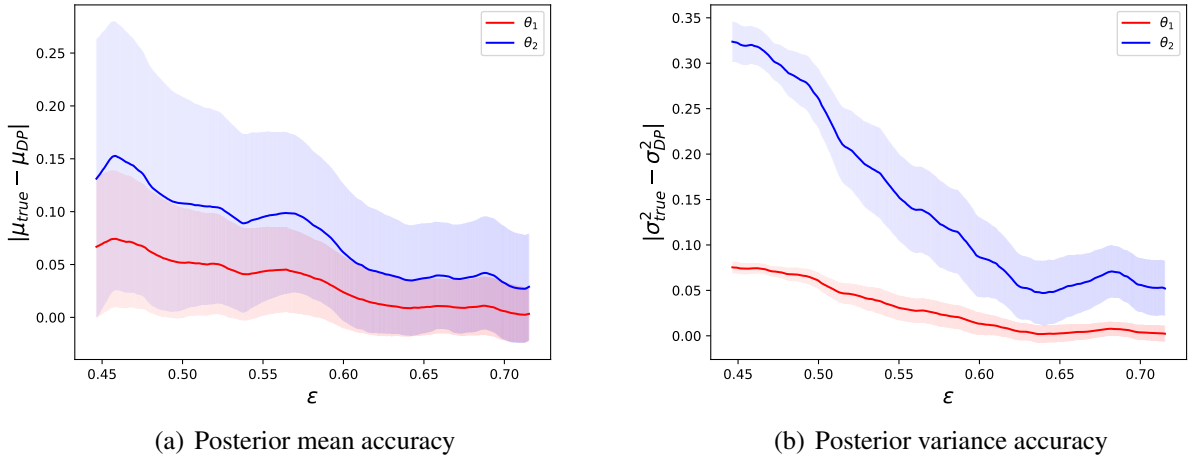 θ₁
θ₂
0.25
0.20
0.15
0.10
0.05
0.00
|μ_true − μ_DP|
0.45 0.50 0.55 0.60 0.65 0.70
ε
(a) Posterior mean accuracy
θ₁
θ₂
0.35
0.30
0.25
0.20
0.15
0.10
0.05
0.00
|σ²_true − σ²_DP|
0.45 0.50 0.55 0.60 0.65 0.70
ε
(b) Posterior variance accuracy